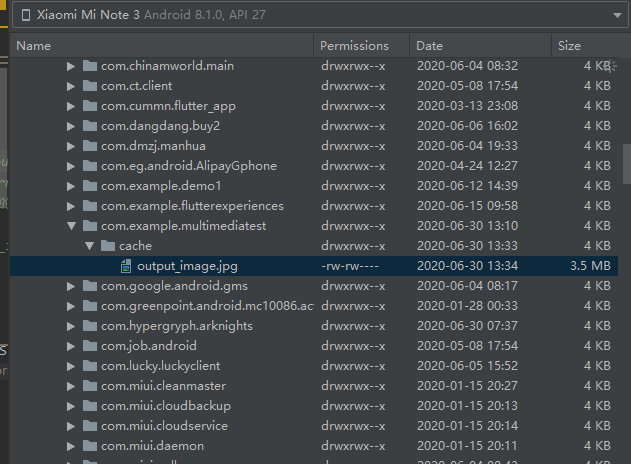 Xiaomi Mi Note 3 Android 8.1.0, API 27
Name Permissions Date Size
com.chinamworld.main drwxrwx--x 2020-06-04 08:32 4 KB
com.ct.client drwxrwx--x 2020-05-08 17:54 4 KB
com.cummn.flutter_app drwxrwx--x 2020-03-13 23:08 4 KB
com.dangdang.buy2 drwxrwx--x 2020-06-06 16:02 4 KB
com.dmzj.manhua drwxrwx--x 2020-06-04 19:33 4 KB
com.eg.android.AlipayGphone drwxrwx--x 2020-04-24 12:27 4 KB
com.example.demo1 drwxrwx--x 2020-06-12 14:39 4 KB
com.example.flutterexperiences drwxrwx--x 2020-06-15 09:58 4 KB
com.example.multimediatest drwxrwx--x 2020-06-30 13:10 4 KB
cache drwxrwx--x 2020-06-30 13:33 4 KB
output_image.jpg -rw-rw---- 2020-06-30 13:34 3.5 MB
com.google.android.gms drwxrwx--x 2020-06-04 08:17 4 KB
com.greenpoint.android.mc10086.ac drwxrwx--x 2020-01-28 00:33 4 KB
com.hypergryph.arknights drwxrwx--x 2020-06-30 07:37 4 KB
com.job.android drwxrwx--x 2020-05-08 17:54 4 KB
com.lucky.luckyclient drwxrwx--x 2020-06-05 15:52 4 KB
com.miui.cleanmaster drwxrwx--x 2020-01-15 20:27 4 KB
com.miui.cloudbackup drwxrwx--x 2020-01-15 20:13 4 KB
com.miui.cloudservice drwxrwx--x 2020-01-15 20:14 4 KB
com.miui.daemon drwxrwx--x 2020-01-15 20:11 4 KB